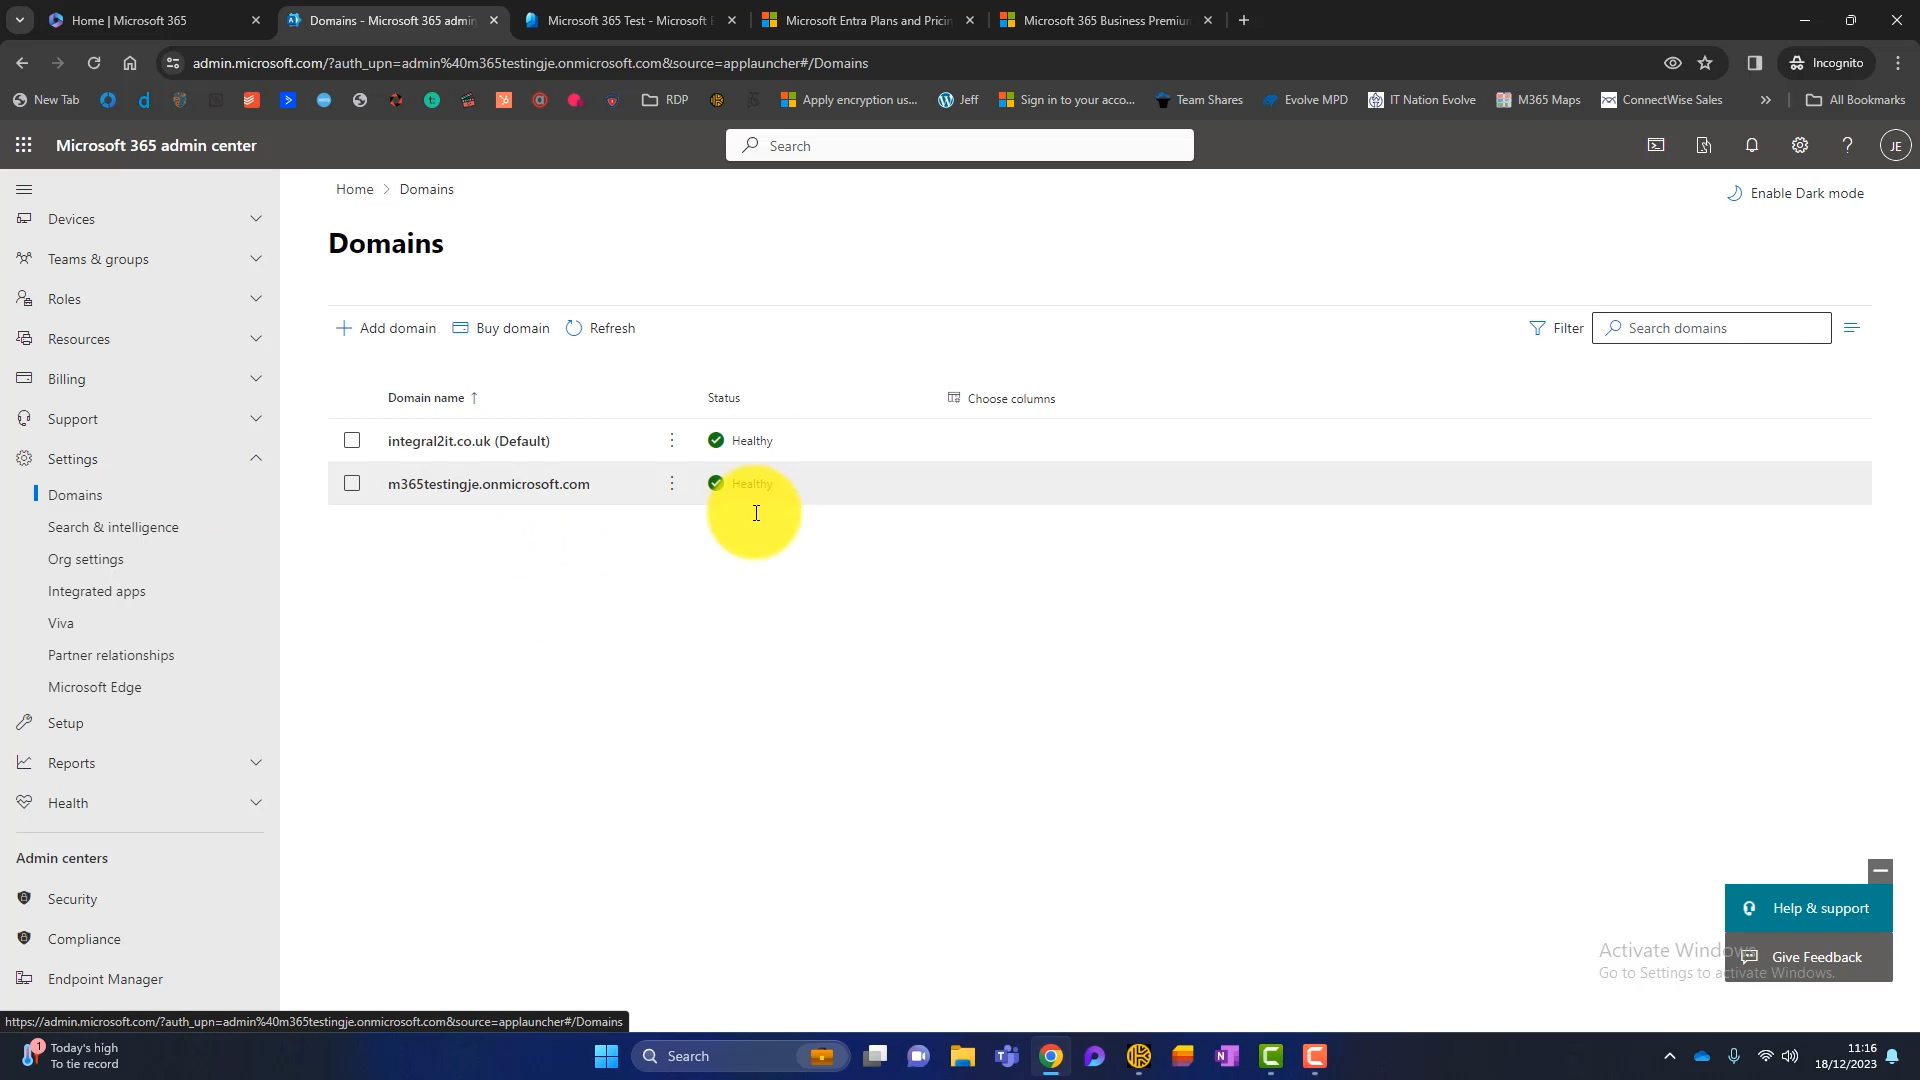 Home | Microsoft 365
Domains - Microsoft 365 admin
Microsoft 365 Test - Microsoft E
Microsoft Entra Plans and Pricin
Microsoft 365 Business Premiu
admin.microsoft.com/?auth_upn=admin%40m365testingje.onmicrosoft.com&source=applauncher#/Domains
Incognito
New Tab
RDP
Apply encryption us...
Jeff
Sign in to your acco...
Team Shares
Evolve MPD
IT Nation Evolve
M365 Maps
ConnectWise Sales
All Bookmarks
Microsoft 365 admin center
Search
JE
Home > Domains
Enable Dark mode
Devices
Teams & groups
Roles
Resources
Billing
Support
Settings
Domains
Search & intelligence
Org settings
Integrated apps
Viva
Partner relationships
Microsoft Edge
Setup
Reports
Health
Admin centers
Security
Compliance
Endpoint Manager
Domains
Add domain
Buy domain
Refresh
Filter
Search domains
Domain name ↑
Status
Choose columns
integral2it.co.uk (Default)
Healthy
m365testingje.onmicrosoft.com
Healthy
Help & support
Give Feedback
Activate Windows
Go to Settings to activate Windows.
https://admin.microsoft.com/?auth_upn=admin%40m365testingje.onmicrosoft.com&source=applauncher#/Domains
1
Today's high
To tie record
Search
11:16
18/12/2023